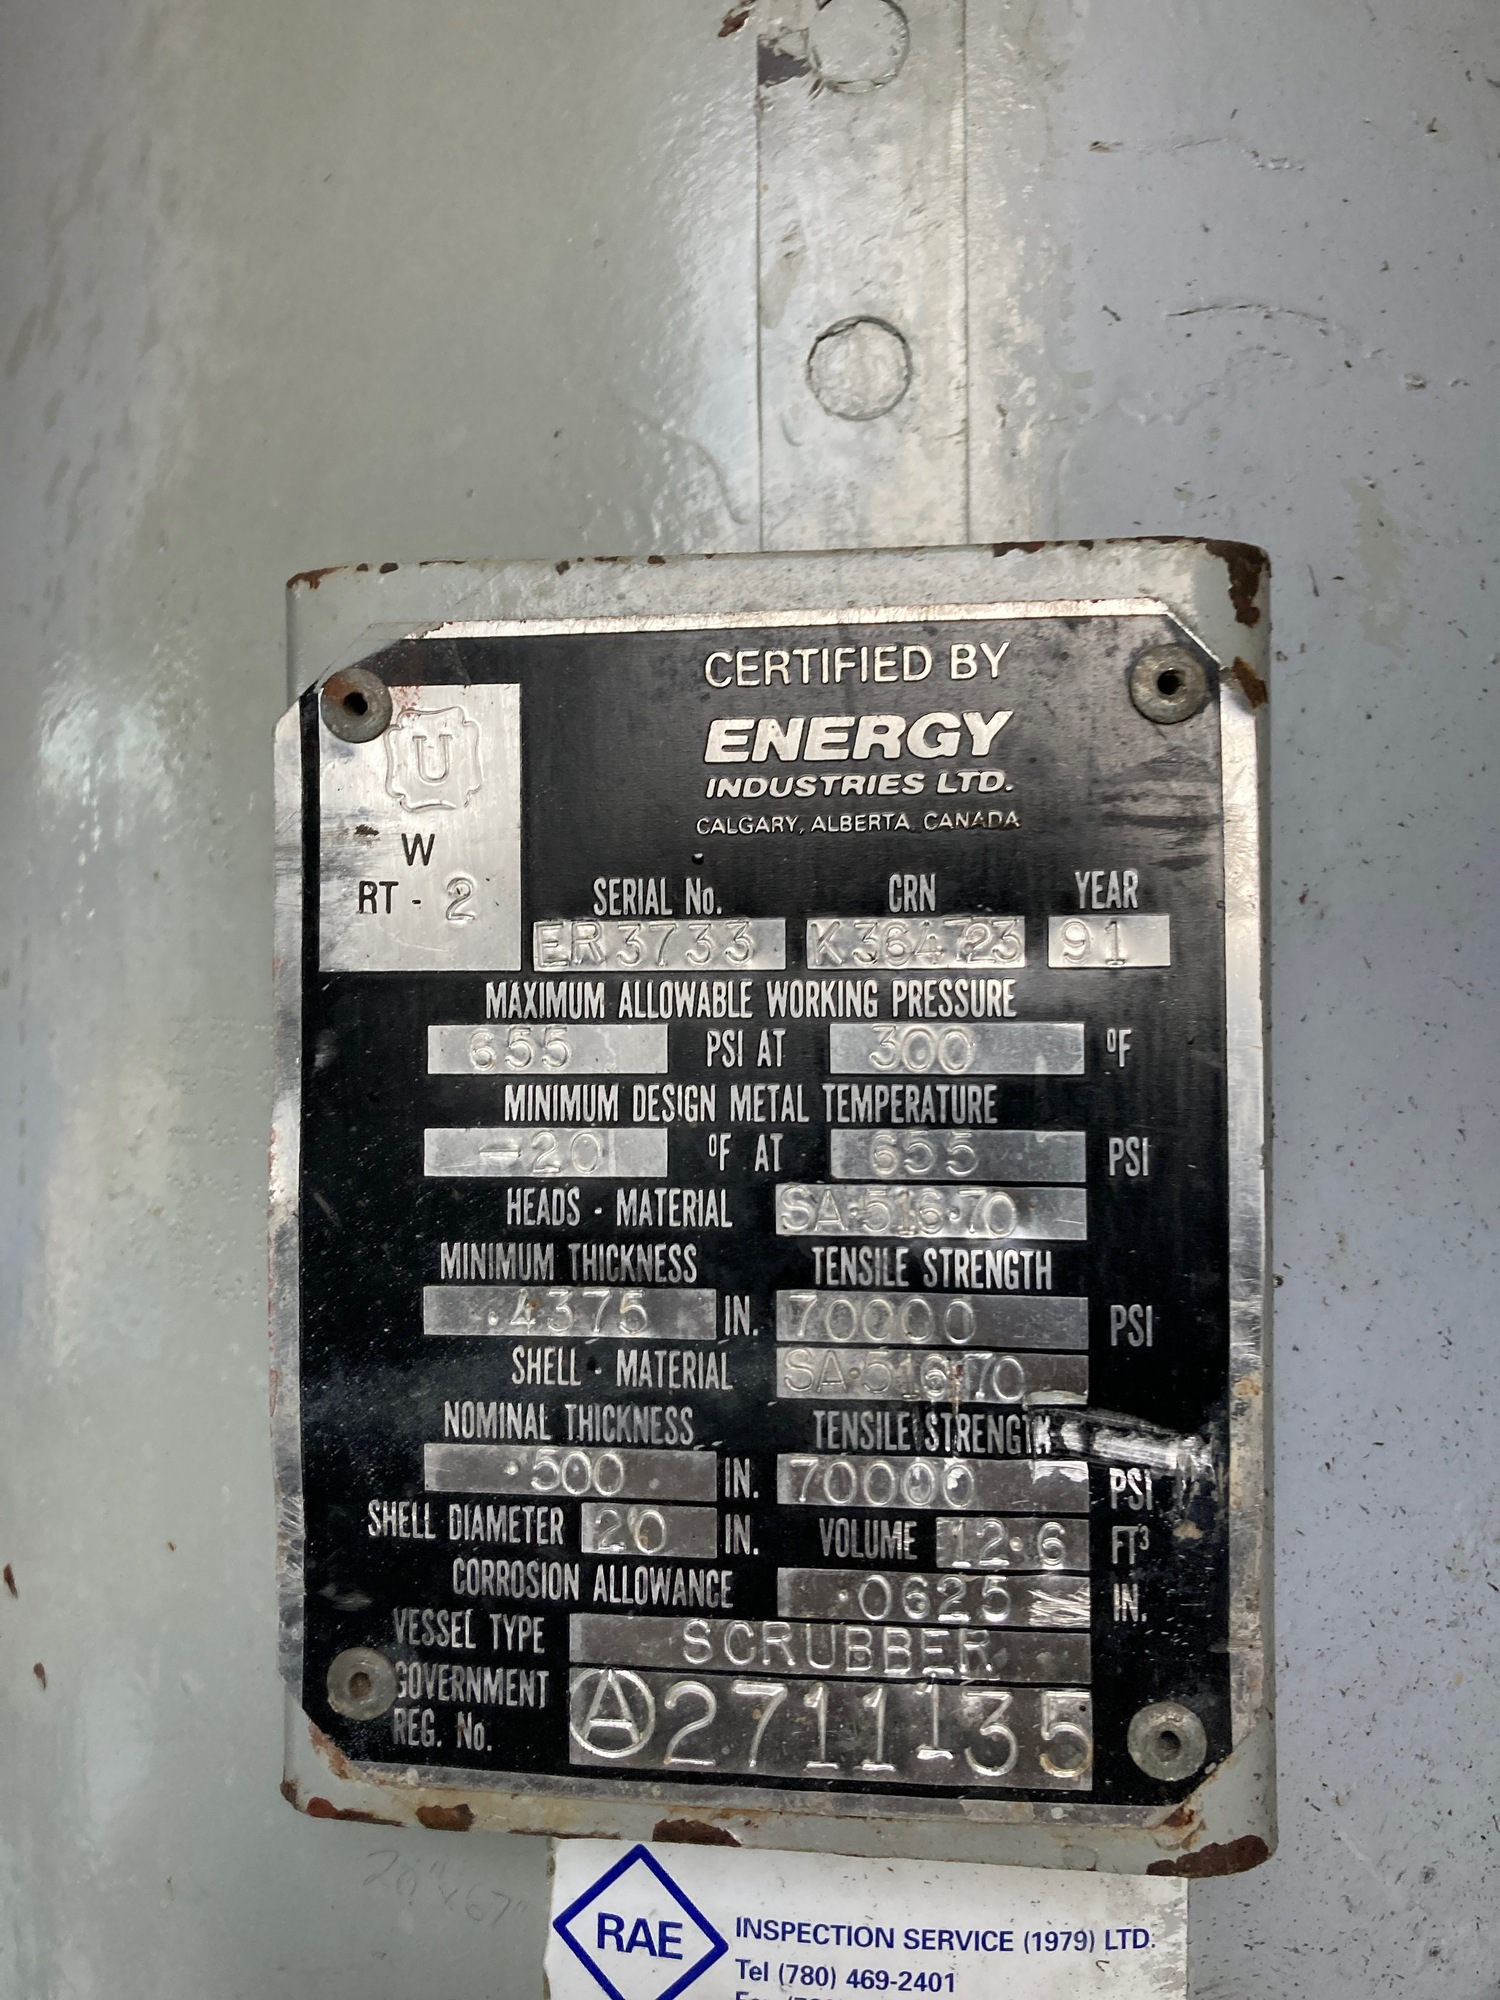 CERTIFIED BY
ENERGY
INDUSTRIES LTD.
CALGARY, ALBERTA, CANADA
U
W
RT - 2
SERIAL No. CRN YEAR
ER3733 K364723 91
MAXIMUM ALLOWABLE WORKING PRESSURE
655 PSI AT 300 °F
MINIMUM DESIGN METAL TEMPERATURE
-20 °F AT 655 PSI
HEADS - MATERIAL SA-516-70
MINIMUM THICKNESS TENSILE STRENGTH
.4375 IN. 70000 PSI
SHELL - MATERIAL SA-516-70
NOMINAL THICKNESS TENSILE STRENGTH
.500 IN. 70000 PSI
SHELL DIAMETER 20 IN. VOLUME 12.6 FT³
CORROSION ALLOWANCE .0625 IN.
VESSEL TYPE SCRUBBER
GOVERNMENT REG. No. A 2711135
20" x 67"
RAE
INSPECTION SERVICE (1979) LTD.
Tel (780) 469-2401